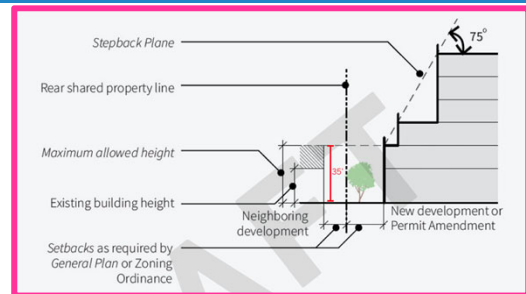 75°
Stepback Plane
Rear shared property line
Maximum allowed height
35'
Existing building height
Neighboring
development
New development or
Permit Amendment
Setbacks as required by
General Plan or Zoning
Ordinance